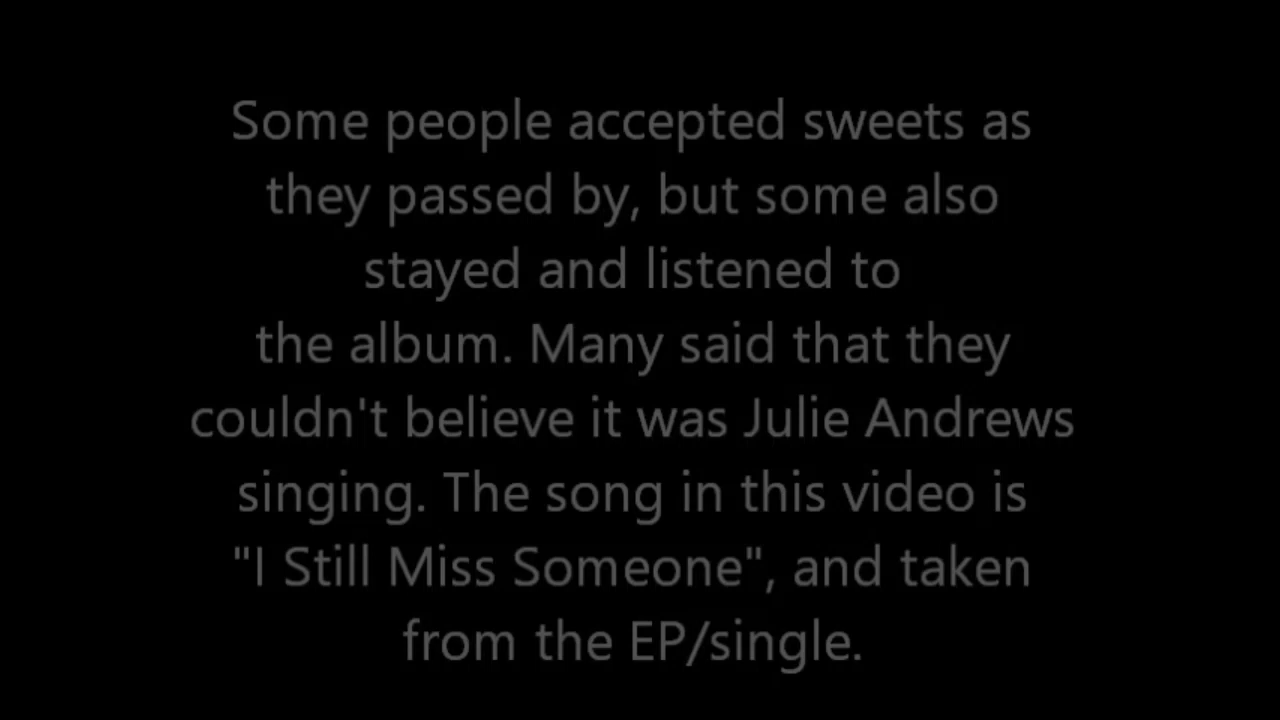 Some people accepted sweets as
they passed by, but some also
stayed and listened to
the album. Many said that they
couldn't believe it was Julie Andrews
singing. The song in this video is
"I Still Miss Someone", and taken
from the EP/single.